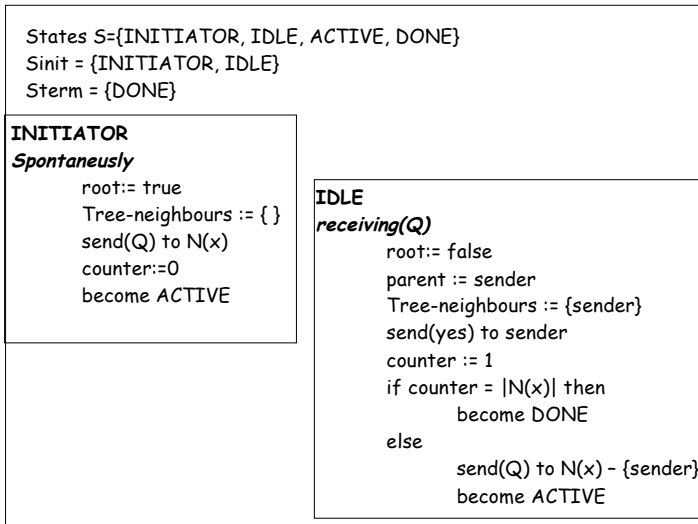 States S={INITIATOR, IDLE, ACTIVE, DONE}
Sinit = {INITIATOR, IDLE}
Sterm = {DONE}
INITIATOR
Spontaneusly
root:= true
Tree-neighbours := { }
send(Q) to N(x)
counter:=0
become ACTIVE
IDLE
receiving(Q)
root:= false
parent := sender
Tree-neighbours := {sender}
send(yes) to sender
counter := 1
if counter = |N(x)| then
become DONE
else
send(Q) to N(x) – {sender}
become ACTIVE